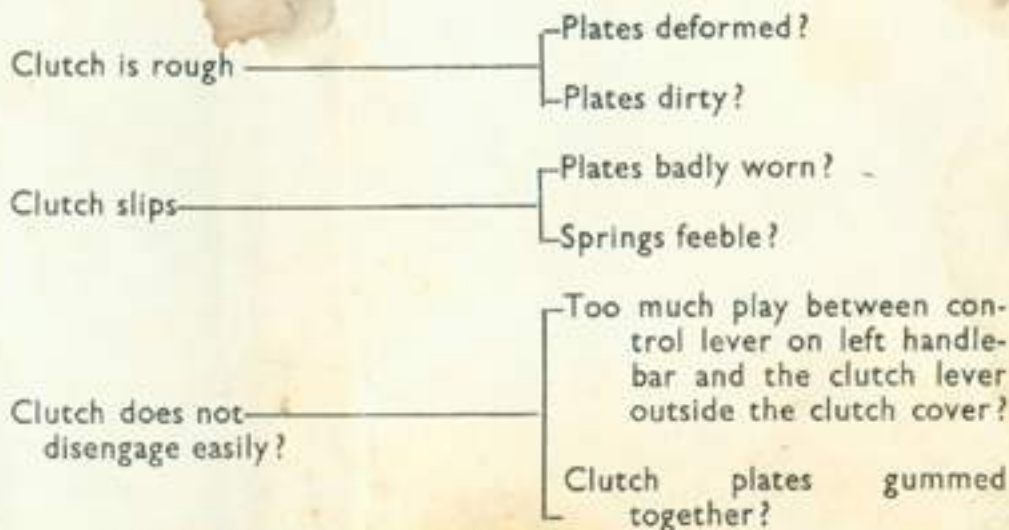 Clutch is rough
Plates deformed?
Plates dirty?
Clutch slips
Plates badly worn?
Springs feeble?
Clutch does not
disengage easily?
Too much play between con-
trol lever on left handle-
bar and the clutch lever
outside the clutch cover?
Clutch plates gummed
together?